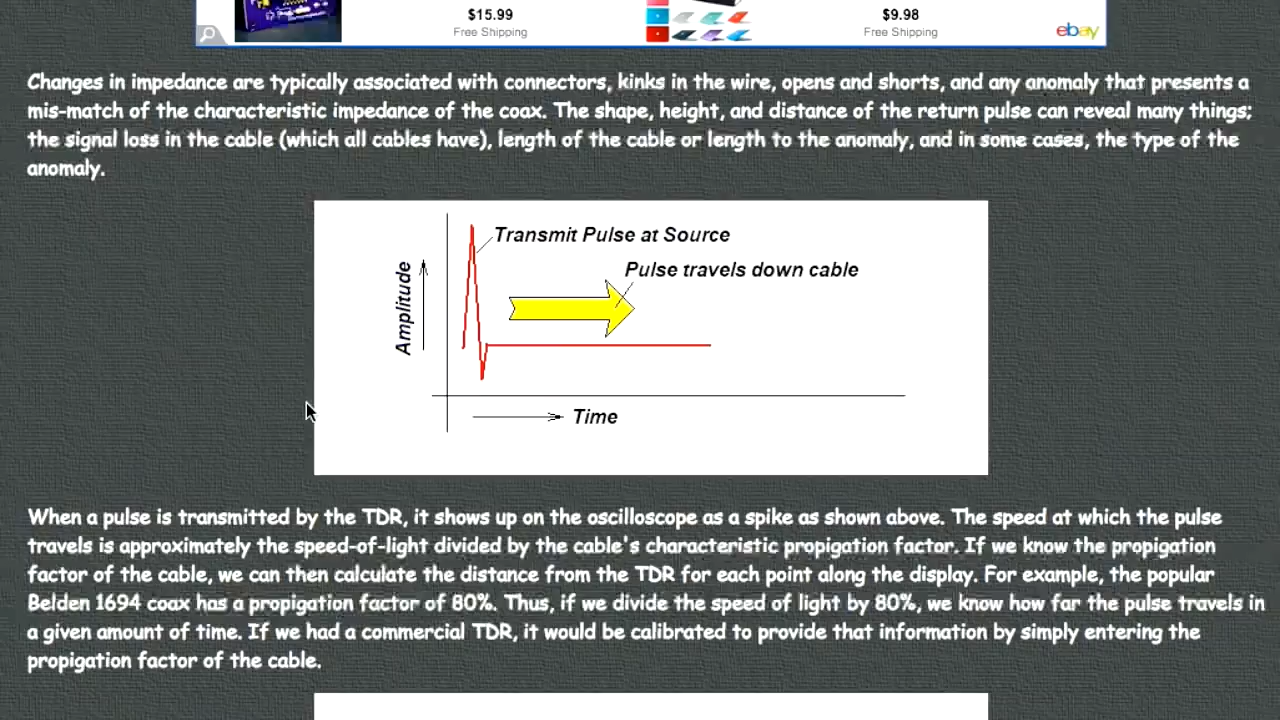 $15.99
Free Shipping
$9.98
Free Shipping
ebay
Changes in impedance are typically associated with connectors, kinks in the wire, opens and shorts, and any anomaly that presents a
mis-match of the characteristic impedance of the coax. The shape, height, and distance of the return pulse can reveal many things;
the signal loss in the cable (which all cables have), length of the cable or length to the anomaly, and in some cases, the type of the
anomaly.
Transmit Pulse at Source
Pulse travels down cable
Amplitude
Time
When a pulse is transmitted by the TDR, it shows up on the oscilloscope as a spike as shown above. The speed at which the pulse
travels is approximately the speed-of-light divided by the cable's characteristic propigation factor. If we know the propigation
factor of the cable, we can then calculate the distance from the TDR for each point along the display. For example, the popular
Belden 1694 coax has a propigation factor of 80%. Thus, if we divide the speed of light by 80%, we know how far the pulse travels in
a given amount of time. If we had a commercial TDR, it would be calibrated to provide that information by simply entering the
propigation factor of the cable.